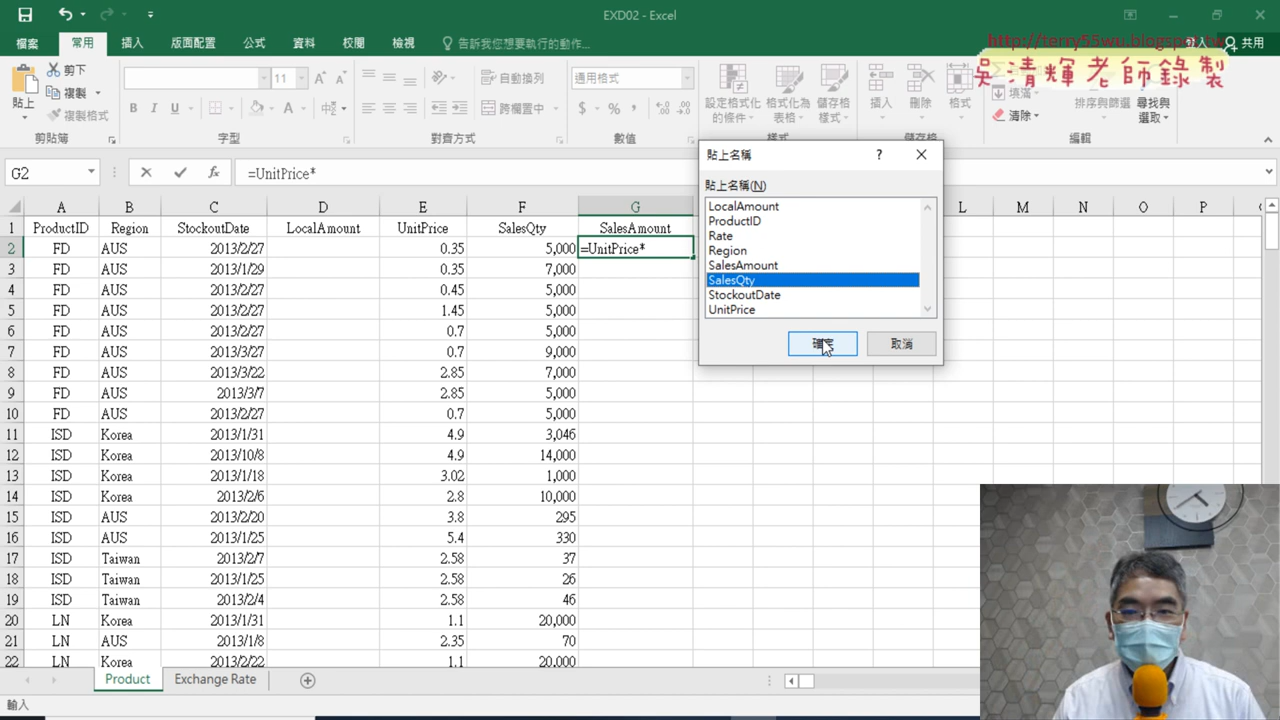 EXD02 - Excel
http://terry55wu.blogspot.tw
登入 共用
吳清輝老師錄製
檔案 常用 插入 版面配置 公式 資料 校閱 檢視 告訴我您想要執行的動作...
貼上 剪下 複製 複製格式
11 B I U A
自動換列 跨欄置中
通用格式
$ % ,
設定格式化的條件 格式化為表格 儲存格樣式
插入 刪除 格式
填滿 清除 排序與篩選 尋找與選取
剪貼簿 字型 對齊方式 數值 樣式 儲存格 編輯
G2 fx =UnitPrice*
A B C D E F G L M N O P
1 ProductID Region StockoutDate LocalAmount UnitPrice SalesQty SalesAmount
2 FD AUS 2013/2/27 0.35 5,000 =UnitPrice*
3 FD AUS 2013/1/29 0.35 7,000
4 FD AUS 2013/2/27 0.45 5,000
5 FD AUS 2013/2/27 1.45 5,000
6 FD AUS 2013/2/27 0.7 5,000
7 FD AUS 2013/3/27 0.7 9,000
8 FD AUS 2013/3/22 2.85 7,000
9 FD AUS 2013/3/7 2.85 5,000
10 FD AUS 2013/2/27 0.7 5,000
11 ISD Korea 2013/1/31 4.9 3,046
12 ISD Korea 2013/10/8 4.9 14,000
13 ISD Korea 2013/1/18 3.02 1,000
14 ISD Korea 2013/2/6 2.8 10,000
15 ISD AUS 2013/2/20 3.8 295
16 ISD AUS 2013/1/25 5.4 330
17 ISD Taiwan 2013/2/7 2.58 37
18 ISD Taiwan 2013/1/25 2.58 26
19 ISD Taiwan 2013/2/4 2.58 46
20 LN Korea 2013/1/31 1.1 20,000
21 LN AUS 2013/1/8 2.35 70
22 LN Korea 2013/2/22 1.1 20,000
貼上名稱 ?
貼上名稱(N)
LocalAmount
ProductID
Rate
Region
SalesAmount
SalesQty
StockoutDate
UnitPrice
確定 取消
Product Exchange Rate
輸入